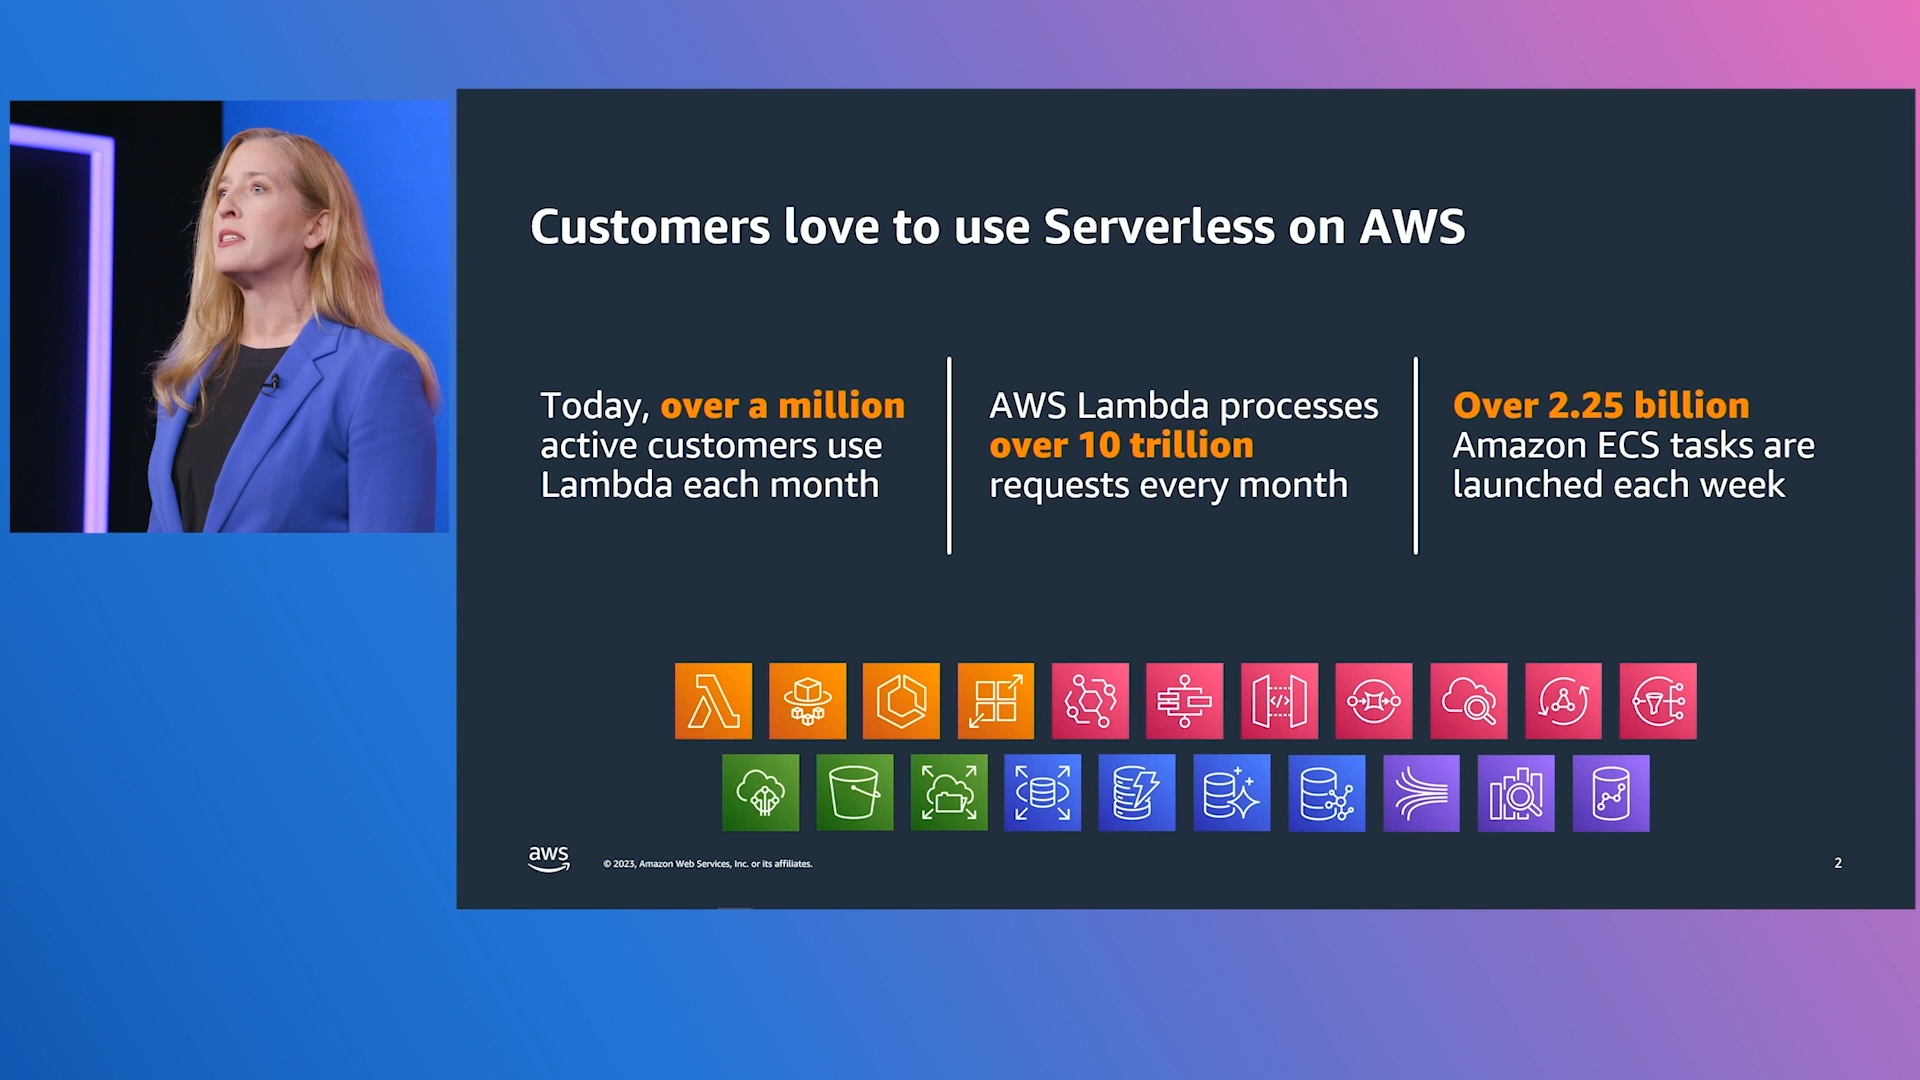 Customers love to use Serverless on AWS
Today, over a million
active customers use
Lambda each month
AWS Lambda processes
over 10 trillion
requests every month
Over 2.25 billion
Amazon ECS tasks are
launched each week
aws
© 2023, Amazon Web Services, Inc. or its affiliates.
2